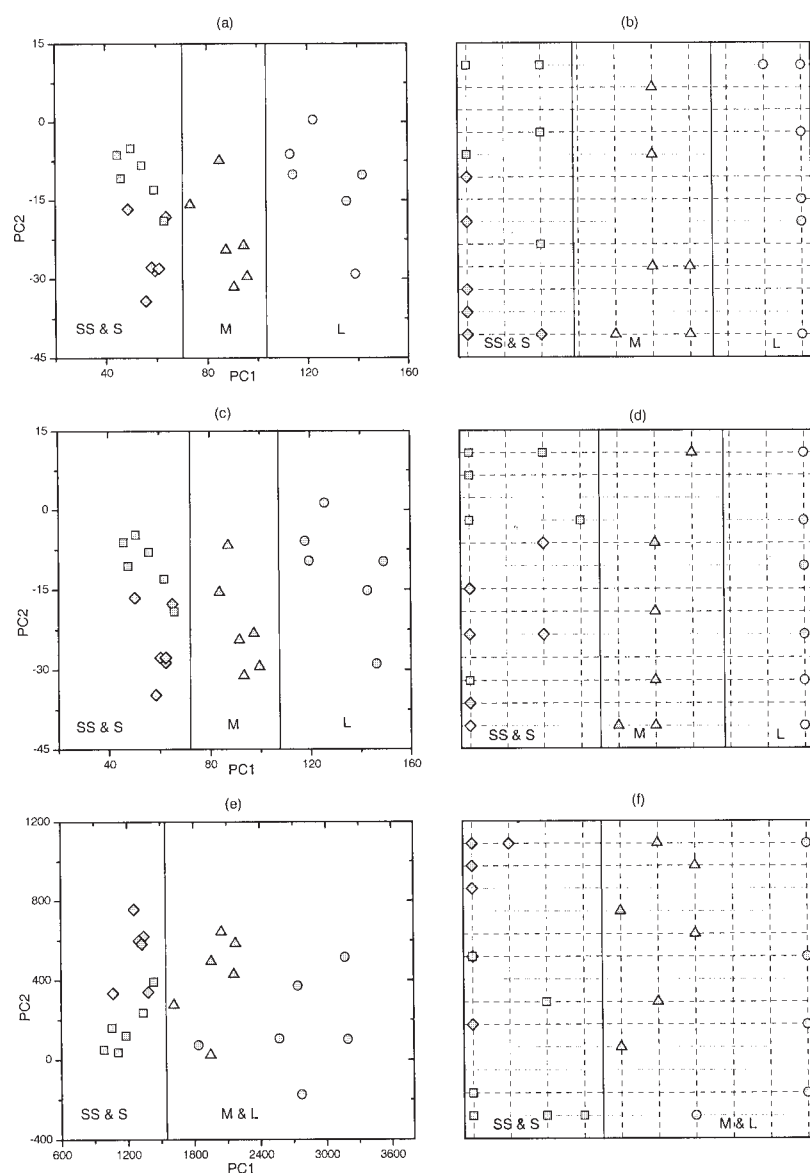 (a)
(b)
15
0
-15
-30
-45
PC2
SS & S
M
L
40
80
120
160
PC1
SS & S
M
L
(c)
(d)
15
0
-15
-30
-45
PC2
SS & S
M
L
40
80
120
160
PC1
SS & S
M
L
(e)
(f)
1200
800
400
0
-400
PC2
SS & S
M & L
600
1200
1800
2400
3000
3600
PC1
SS & S
M & L